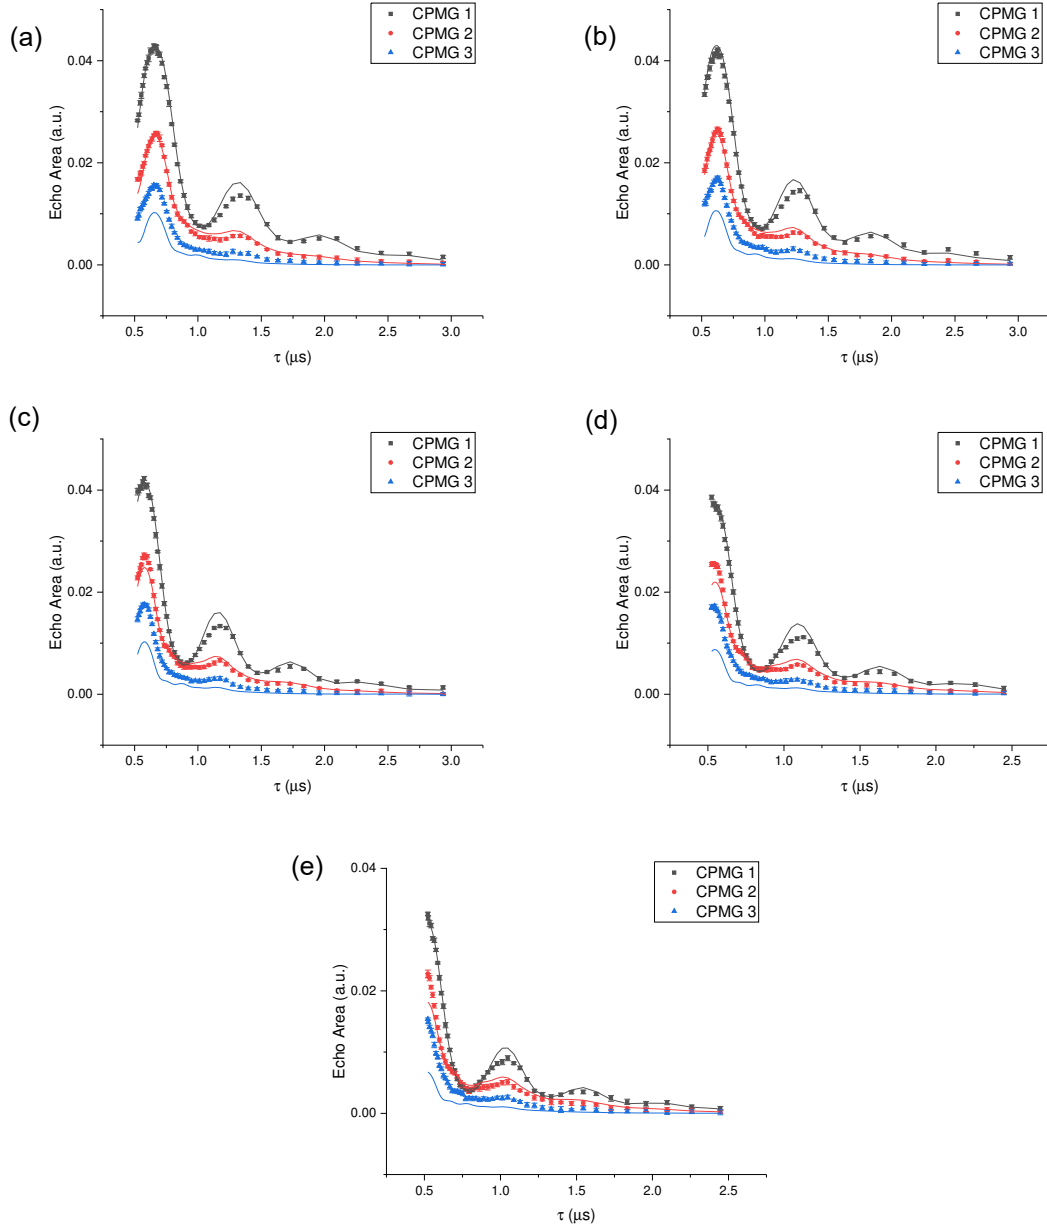 (a)
CPMG 1
CPMG 2
CPMG 3
0.04
0.02
0.00
Echo Area (a.u.)
0.5 1.0 1.5 2.0 2.5 3.0
τ (μs)
(b)
CPMG 1
CPMG 2
CPMG 3
0.04
0.02
0.00
Echo Area (a.u.)
0.5 1.0 1.5 2.0 2.5 3.0
τ (μs)
(c)
CPMG 1
CPMG 2
CPMG 3
0.04
0.02
0.00
Echo Area (a.u.)
0.5 1.0 1.5 2.0 2.5 3.0
τ (μs)
(d)
CPMG 1
CPMG 2
CPMG 3
0.04
0.02
0.00
Echo Area (a.u.)
0.5 1.0 1.5 2.0 2.5
τ (μs)
(e)
CPMG 1
CPMG 2
CPMG 3
0.04
0.02
0.00
Echo Area (a.u.)
0.5 1.0 1.5 2.0 2.5
τ (μs)